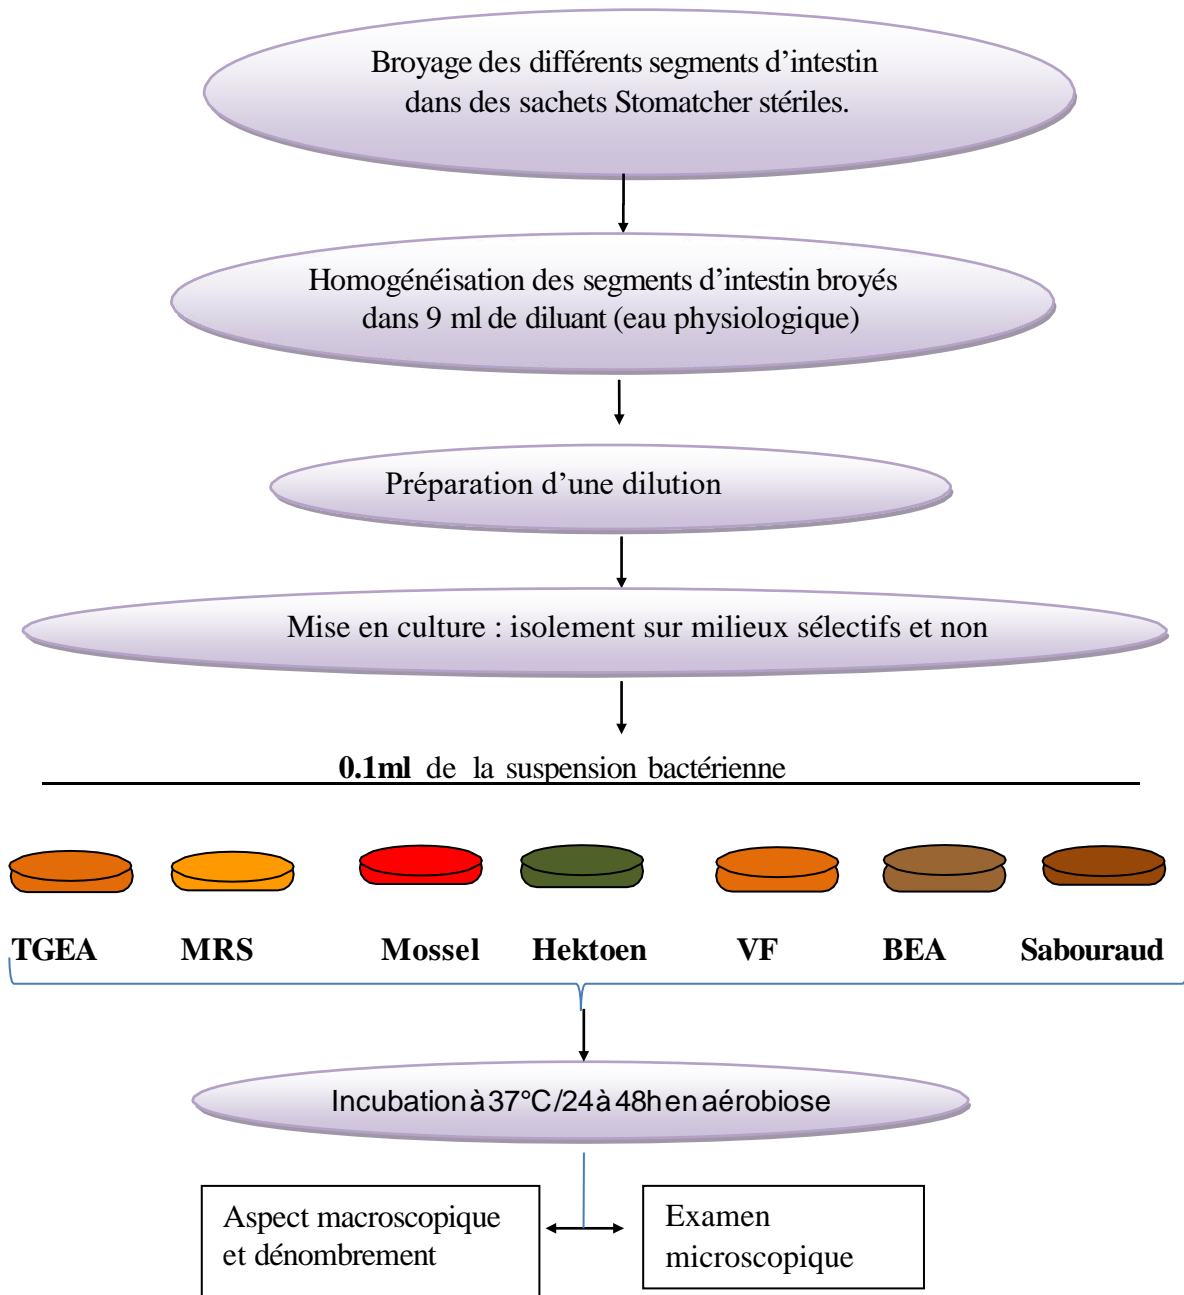 Broyage des différents segments d’intestin
dans des sachets Stomatcher stériles.
Homogénéisation des segments d’intestin broyés
dans 9 ml de diluant (eau physiologique)
Préparation d’une dilution
Mise en culture : isolement sur milieux sélectifs et non
0.1ml de la suspension bactérienne
TGEA MRS Mossel Hektoen VF BEA Sabouraud
Incubation à 37°C /24 à 48h en aérobiose
Aspect macroscopique
et dénombrement
Examen
microscopique